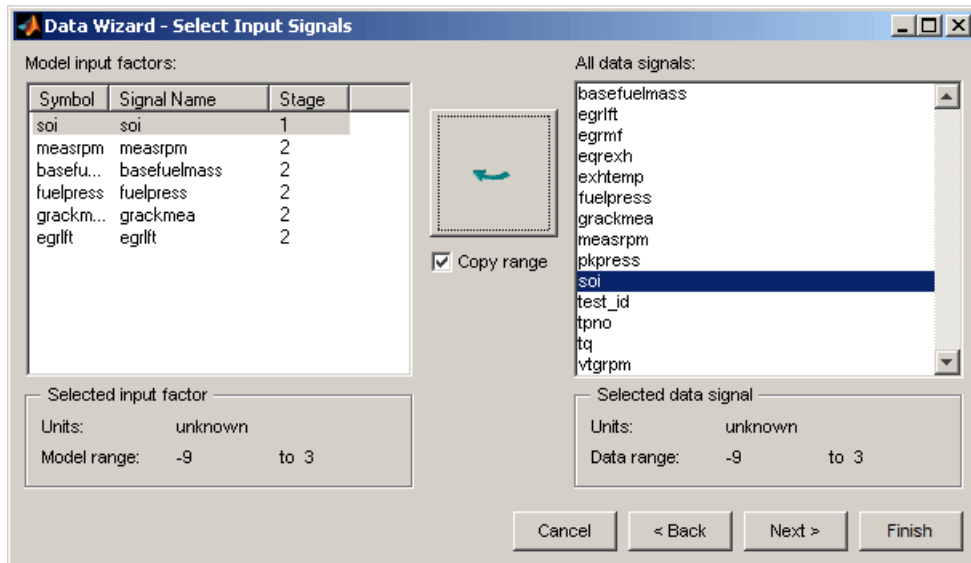 Data Wizard - Select Input Signals
Model input factors:
Symbol Signal Name Stage
soi soi 1
measrpm measrpm 2
basefu... basefuelmass 2
fuelpress fuelpress 2
grackm... grackmea 2
egrlft egrlft 2
Copy range
All data signals:
basefuelmass
egrlft
egrmf
eqrexh
exhtemp
fuelpress
grackmea
measrpm
pkpress
soi
test_id
tpno
tq
vtgrpm
Selected input factor
Units: unknown
Model range: -9 to 3
Selected data signal
Units: unknown
Data range: -9 to 3
Cancel < Back Next > Finish